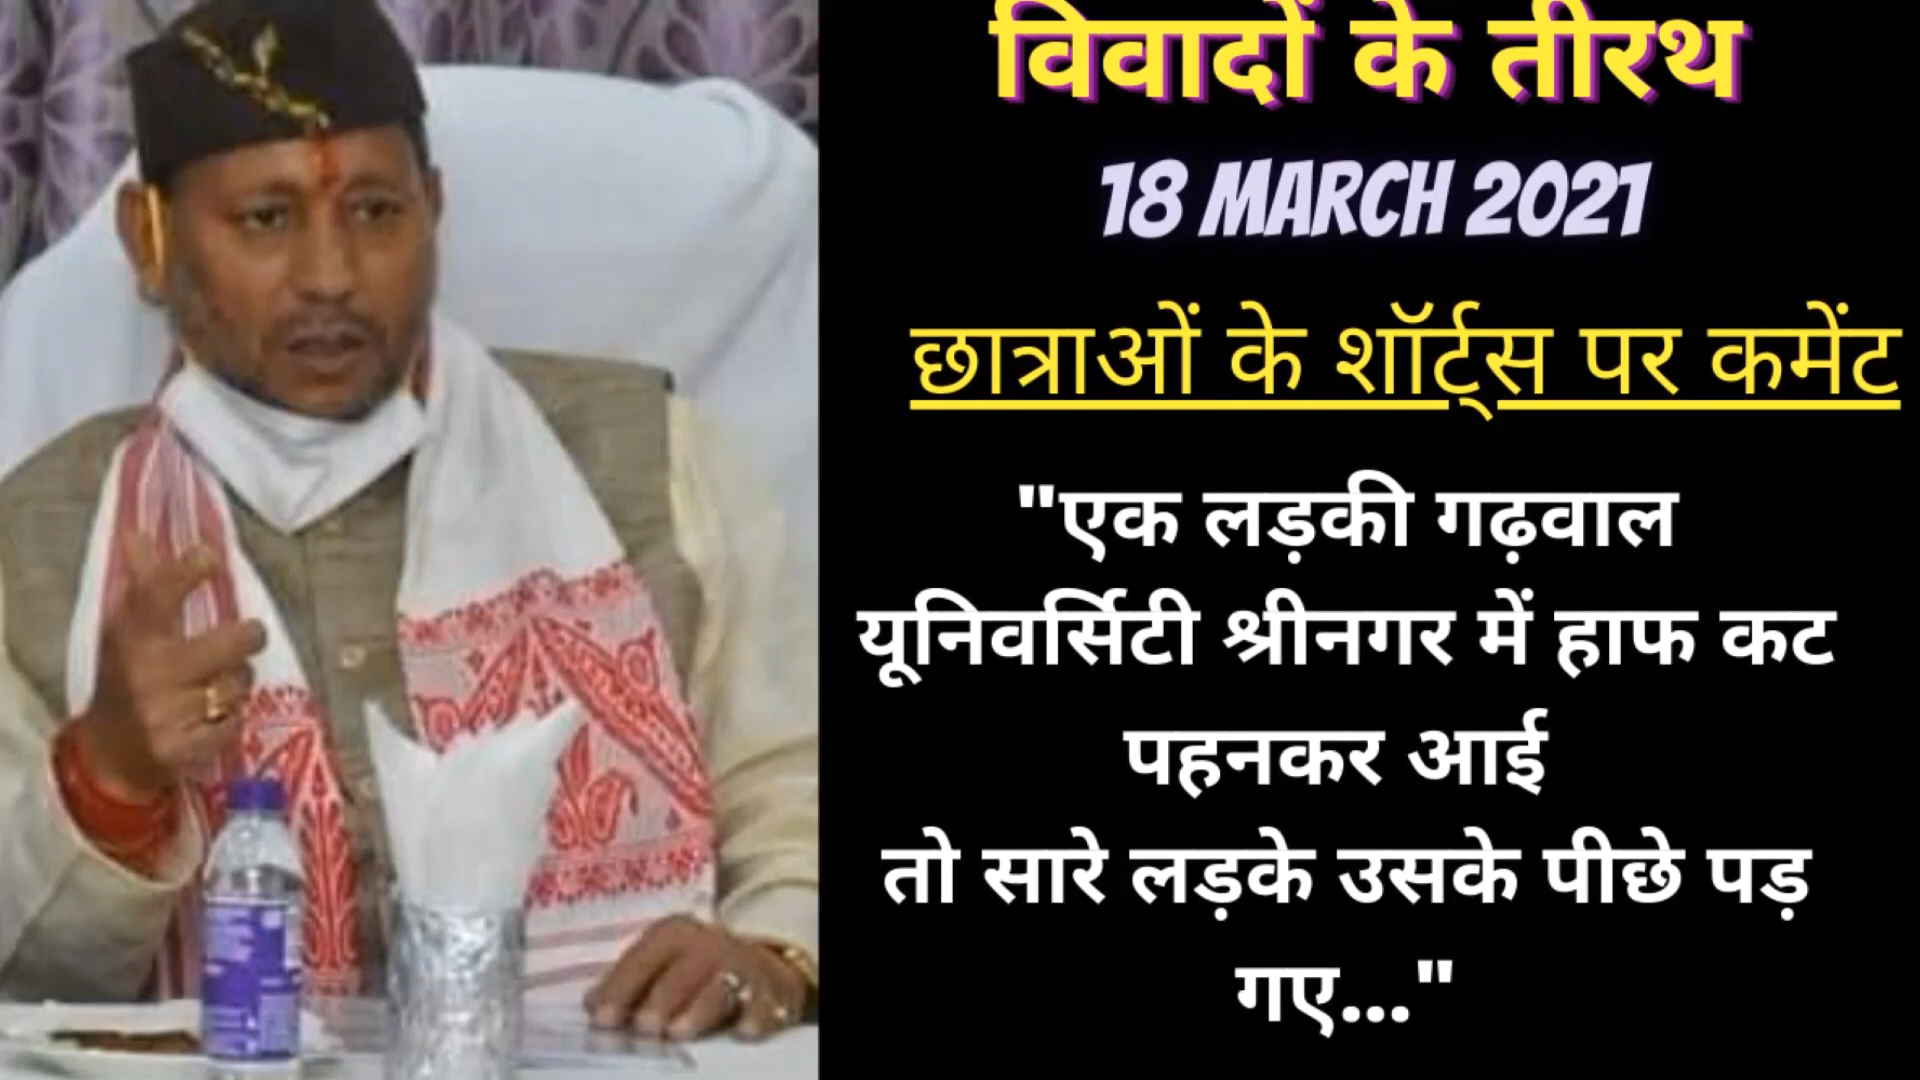 विवादों के तीरथ
18 MARCH 2021
छात्राओं के शॉर्ट्स पर कमेंट
"एक लड़की गढ़वाल
यूनिवर्सिटी श्रीनगर में हाफ कट
पहनकर आई
तो सारे लड़के उसके पीछे पड़
गए..."